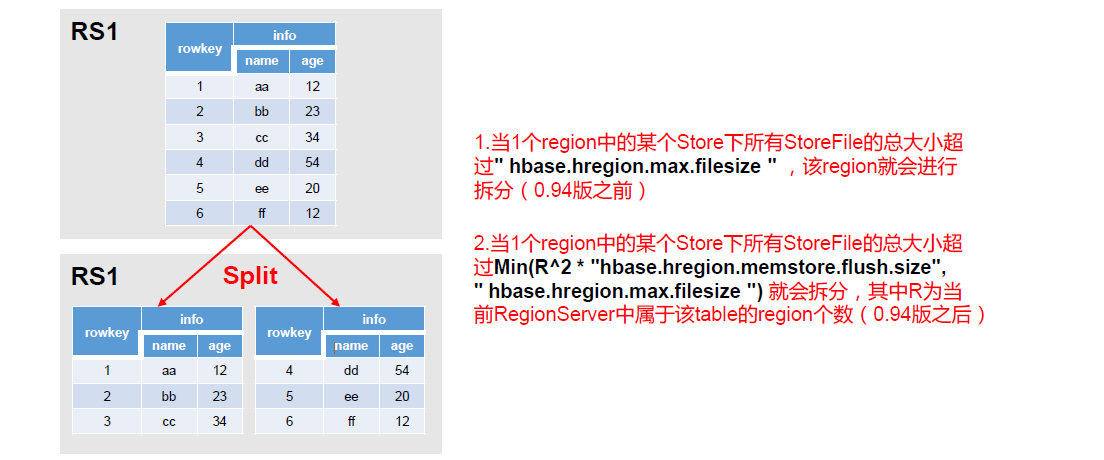 RS1
rowkey info
name age
1 aa 12
2 bb 23
3 cc 34
4 dd 54
5 ee 20
6 ff 12
RS1
Split
rowkey info
name age
1 aa 12
2 bb 23
3 cc 34
rowkey info
name age
4 dd 54
5 ee 20
6 ff 12
1.当1个region中的某个Store下所有StoreFile的总大小超
过" hbase.hregion.max.filesize "，该region就会进行
拆分（0.94版之前）
2.当1个region中的某个Store下所有StoreFile的总大小超
过Min(R^2 * "hbase.hregion.memstore.flush.size",
" hbase.hregion.max.filesize ") 就会拆分，其中R为当
前RegionServer中属于该table的region个数（0.94版之后）